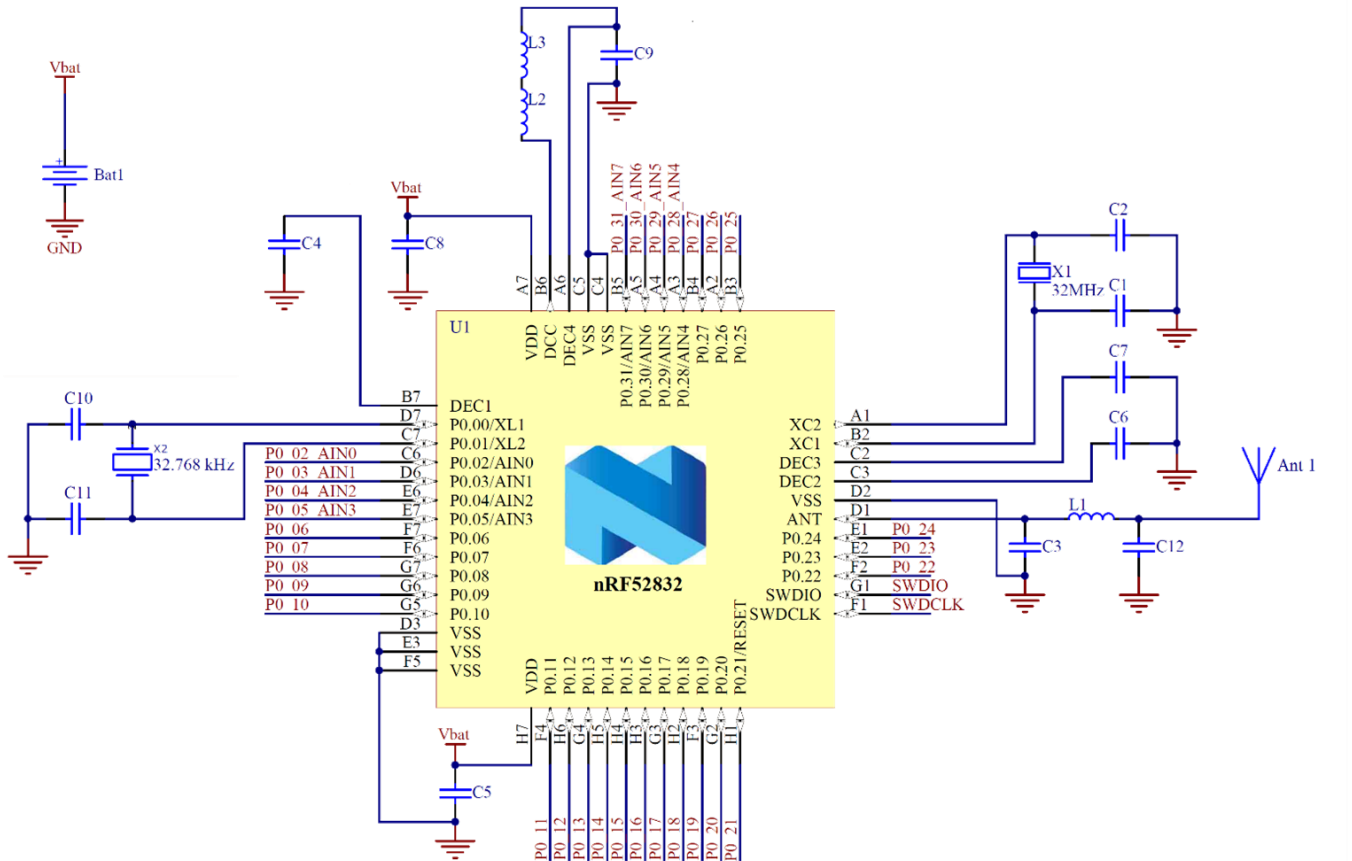 L3
C9
L2
Vbat
+
Bat1
GND
Vbat
C4
C8
P0_31_AIN7
P0_30_AIN6
P0_29_AIN5
P0_28_AIN4
P0_27
P0_26
P0_25
A7
B6
A6
C5
C4
B5
A5
A4
A3
B4
A2
B3
C2
X1
32MHz
C1
C7
C6
U1
VDD
DCC
DEC4
VSS
VSS
P0.31/AIN7
P0.30/AIN6
P0.29/AIN5
P0.28/AIN4
P0.27
P0.26
P0.25
C10
X2
32.768 kHz
C11
B7 DEC1
D7 P0.00/XL1
C7 P0.01/XL2
P0_02_AIN0 C6 P0.02/AIN0
P0_03_AIN1 D6 P0.03/AIN1
P0_04_AIN2 E6 P0.04/AIN2
P0_05_AIN3 E7 P0.05/AIN3
P0_06 F7 P0.06
P0_07 F6 P0.07
P0_08 G7 P0.08
P0_09 G6 P0.09
P0_10 G5 P0.10
D3 VSS
E3 VSS
F5 VSS
nRF52832
XC2 A1
XC1 B2
DEC3 C2
DEC2 C3
VSS D2
ANT D1
P0.24 E1 P0_24
P0.23 E2 P0_23
P0.22 F2 P0_22
SWDIO G1 SWDIO
SWDCLK F1 SWDCLK
L1
Ant 1
C3
C12
VDD
P0.11
P0.12
P0.13
P0.14
P0.15
P0.16
P0.17
P0.18
P0.19
P0.20
P0.21/RESET
H7
F4
H6
G4
H5
H4
H3
G3
H2
F3
G2
H1
Vbat
C5
P0_11
P0_12
P0_13
P0_14
P0_15
P0_16
P0_17
P0_18
P0_19
P0_20
P0_21